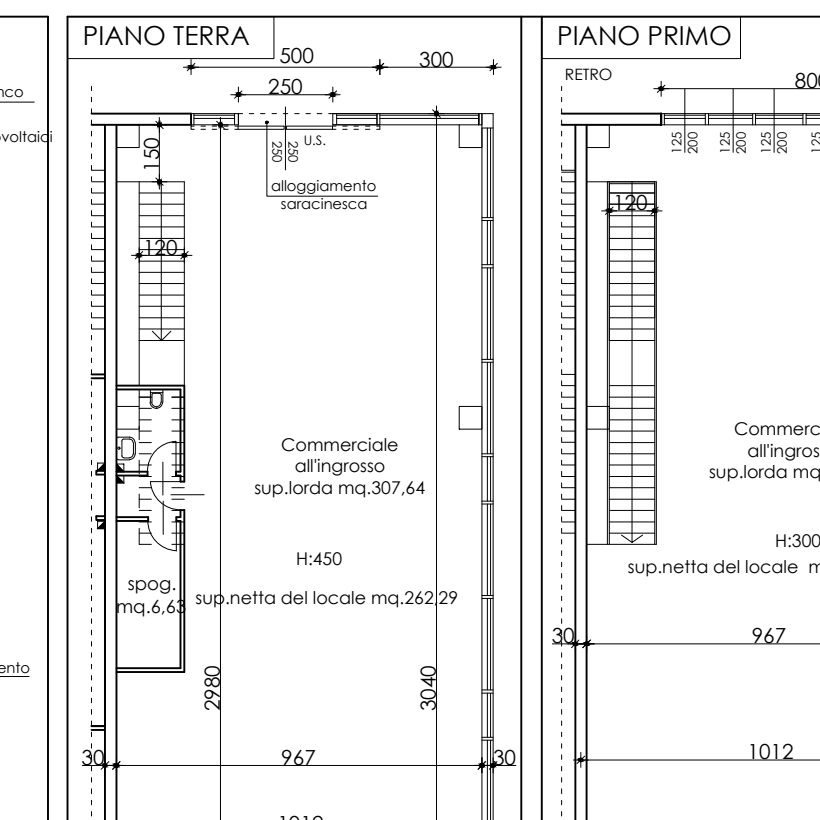 nco
voltaici
ento
PIANO TERRA
500
300
250
150
250
250
U.S.
alloggiamento
saracinesca
120
Commerciale
all'ingrosso
sup.lorda mq.307,64
H:450
spog.
mq.6,63
sup.netta del locale mq.262,29
2980
3040
30
967
30
PIANO PRIMO
RETRO
800
125
200
125
200
125
200
125
120
Commerc
all'ingros
sup.lorda mq
H:300
sup.netta del locale m
30
967
1012